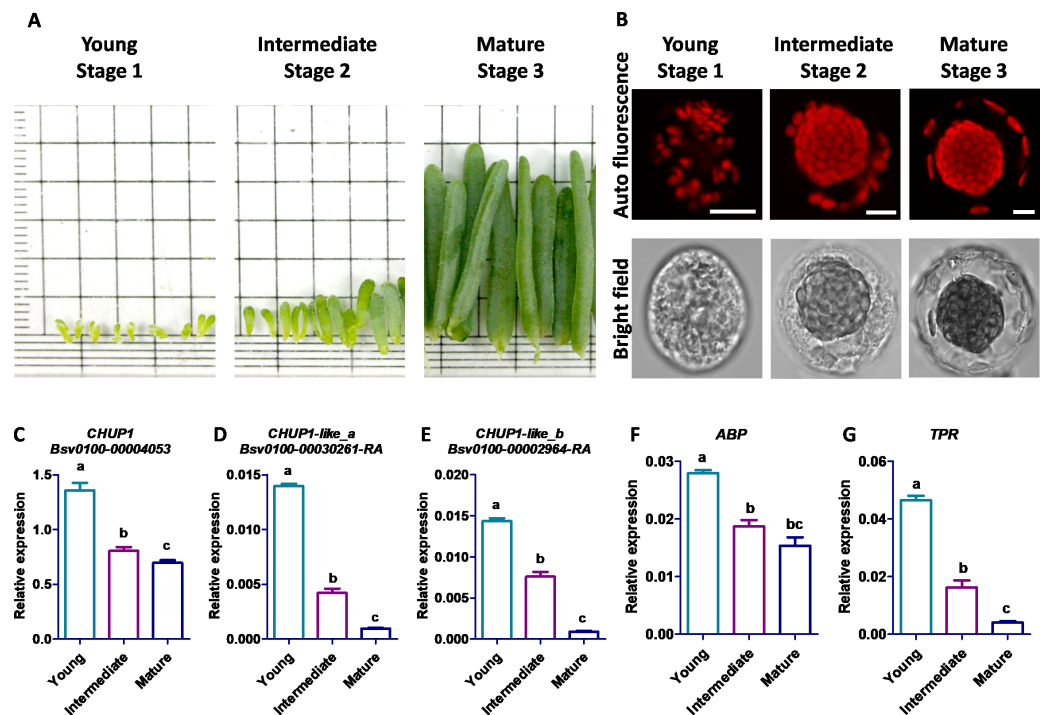 A
Young
Stage 1
Intermediate
Stage 2
Mature
Stage 3
B
Young
Stage 1
Intermediate
Stage 2
Mature
Stage 3
Auto fluorescence
Bright field
C
CHUP1
Bsv0100-00004053
Relative expression
1.5
1.0
0.5
0.0
a
b
c
Young
Intermediate
Mature
D
CHUP1-like_a
Bsv0100-00030261-RA
Relative expression
0.015
0.010
0.005
0.000
a
b
c
Young
Intermediate
Mature
E
CHUP1-like_b
Bsv0100-00002964-RA
Relative expression
0.020
0.015
0.010
0.005
0.000
a
b
c
Young
Intermediate
Mature
F
ABP
Relative expression
0.03
0.02
0.01
0.00
a
b
bc
Young
Intermediate
Mature
G
TPR
Relative expression
0.06
0.04
0.02
0.00
a
b
c
Young
Intermediate
Mature